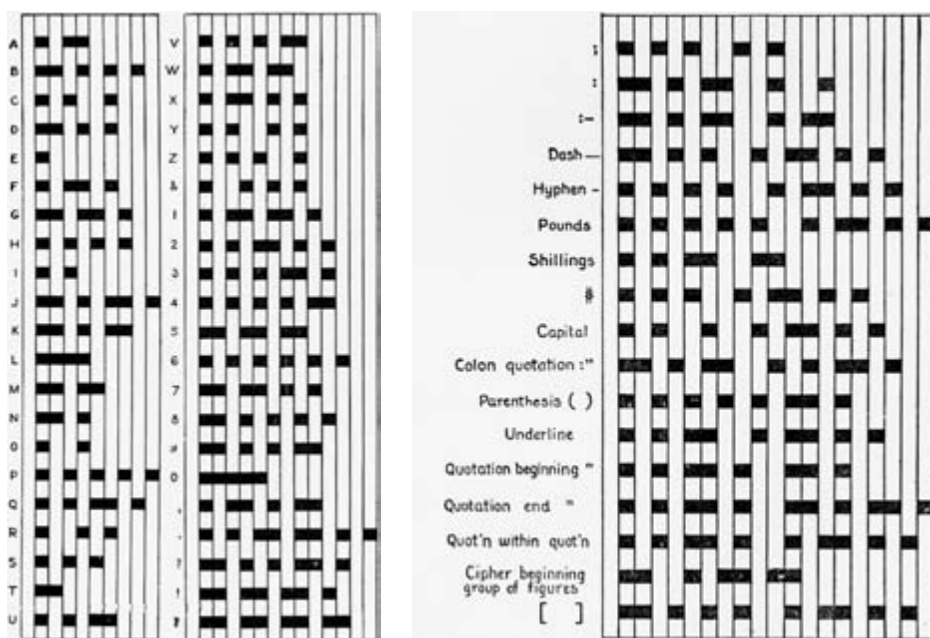 A
B
C
D
E
F
G
H
I
J
K
L
M
N
O
P
Q
R
S
T
U
V
W
X
Y
Z
&
1
2
3
4
5
6
7
8
9
0
,
.
?
!
;
:
:—
Dash —
Hyphen -
Pounds
Shillings
Capital
Colon quotation :"
Parenthesis ( )
Underline
Quotation beginning "
Quotation end "
Quot'n within quot'n
Cipher beginning
group of figures
[ ]